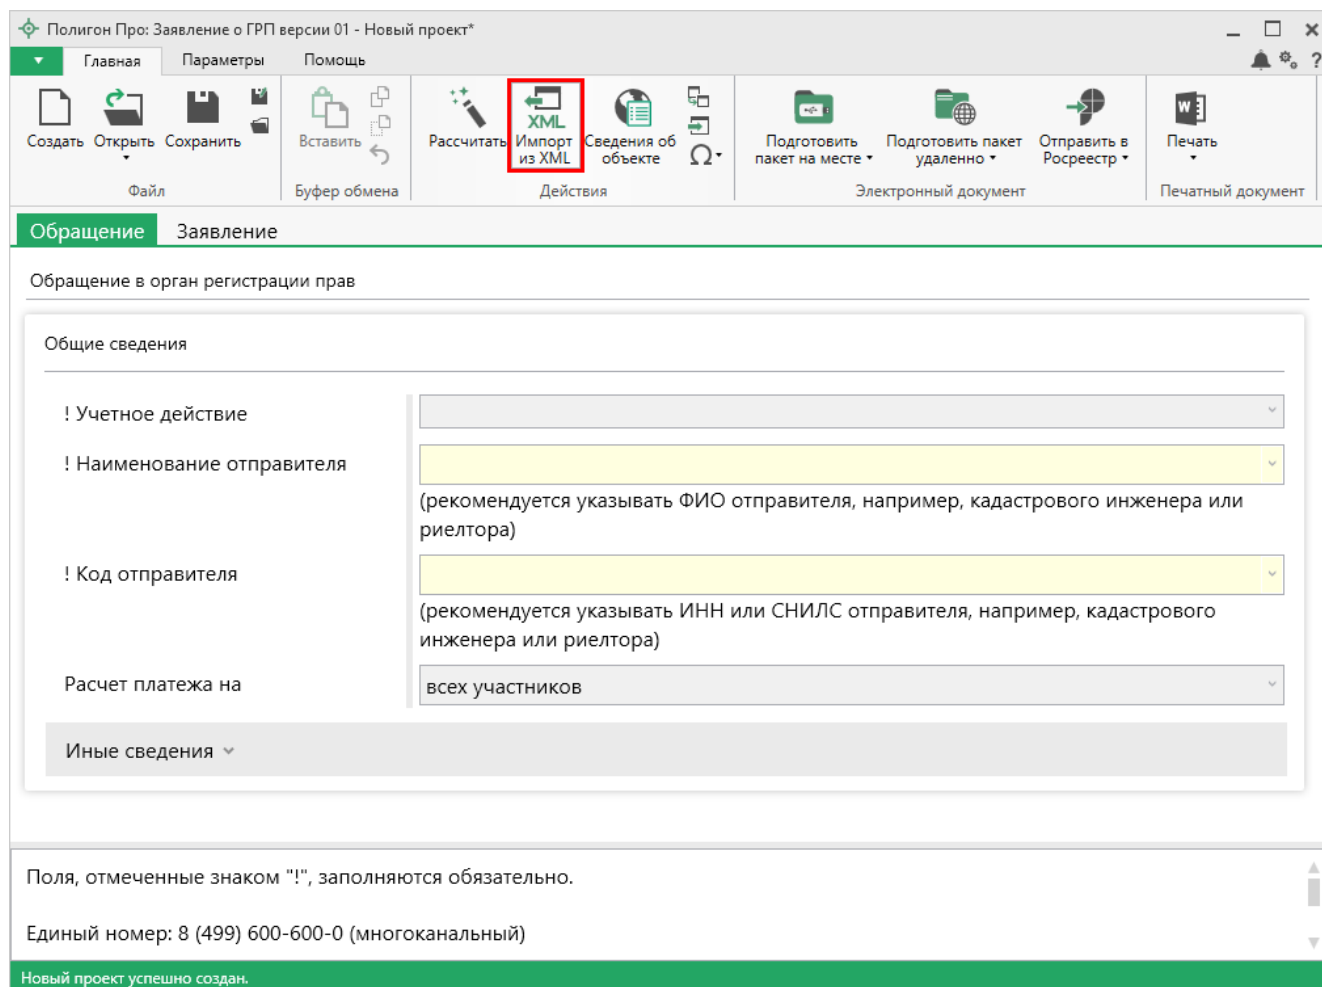 Полигон Про: Заявление о ГРП версии 01 - Новый проект*
Главная Параметры Помощь
Создать Открыть Сохранить Вставить Рассчитать XML Импорт из XML Сведения об объекте Подготовить пакет на месте Подготовить пакет удаленно Отправить в Росреестр Печать
Файл Буфер обмена Действия Электронный документ Печатный документ
Обращение Заявление
Обращение в орган регистрации прав
Общие сведения
! Учетное действие
! Наименование отправителя
(рекомендуется указывать ФИО отправителя, например, кадастрового инженера или
риелтора)
! Код отправителя
(рекомендуется указывать ИНН или СНИЛС отправителя, например, кадастрового
инженера или риелтора)
Расчет платежа на всех участников
Иные сведения
Поля, отмеченные знаком "!", заполняются обязательно.
Единый номер: 8 (499) 600-600-0 (многоканальный)
Новый проект успешно создан.